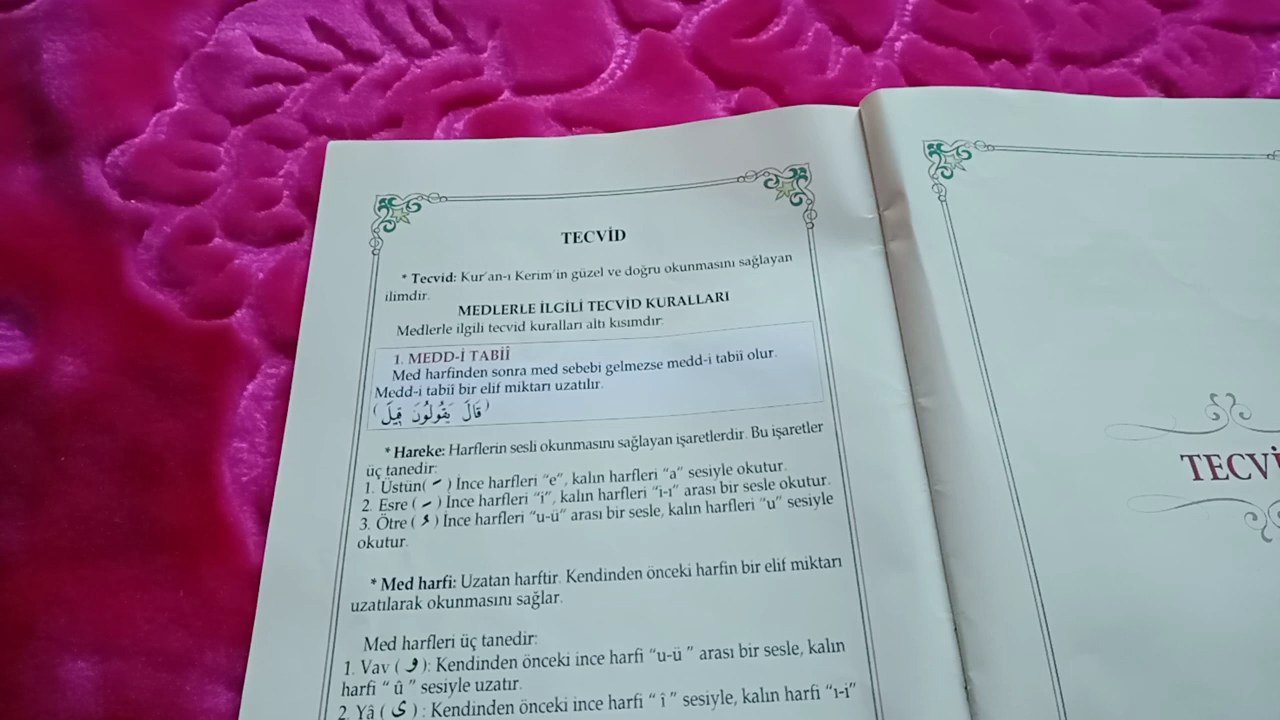 TECVİD
* Tecvid: Kur'an-ı Kerim'in güzel ve doğru okunmasını sağlayan
ilimdir.
MEDLERLE İLGİLİ TECVİD KURALLARI
Medlerle ilgili tecvid kuralları altı kısımdır.
1. MEDD-İ TABİÎ
Med harfinden sonra med sebebi gelmezse medd-i tabiî olur.
Medd-i tabiî bir elif miktarı uzatılır.
(قَالَ يَقُولُونَ قِيلَ)
* Hareke: Harflerin sesli okunmasını sağlayan işaretlerdir. Bu işaretler
üç tanedir:
1. Üstün( َ ) İnce harfleri "e", kalın harfleri "a" sesiyle okutur.
2. Esre ( ِ ) İnce harfleri "i", kalın harfleri "i-ı" arası bir sesle okutur.
3. Ötre ( ُ ) İnce harfleri "u-ü" arası bir sesle, kalın harfleri "u" sesiyle
okutur.
* Med harfi: Uzatan harftir. Kendinden önceki harfin bir elif miktarı
uzatılarak okunmasını sağlar.
Med harfleri üç tanedir:
1. Vav ( و ): Kendinden önceki ince harfi "u-ü" arası bir sesle, kalın
harfi " û " sesiyle uzatır.
2. Yâ ( ى ) : Kendinden önceki ince harfi " î " sesiyle, kalın harfi "ı-i"